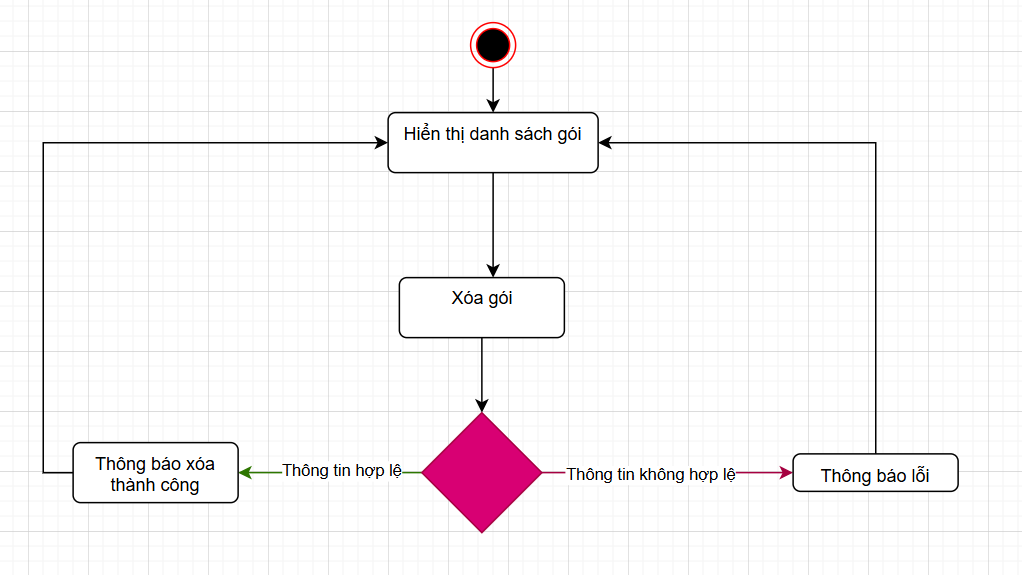 Hiển thị danh sách gói
Xóa gói
Thông báo xóa
thành công
Thông tin hợp lệ
Thông tin không hợp lệ
Thông báo lỗi